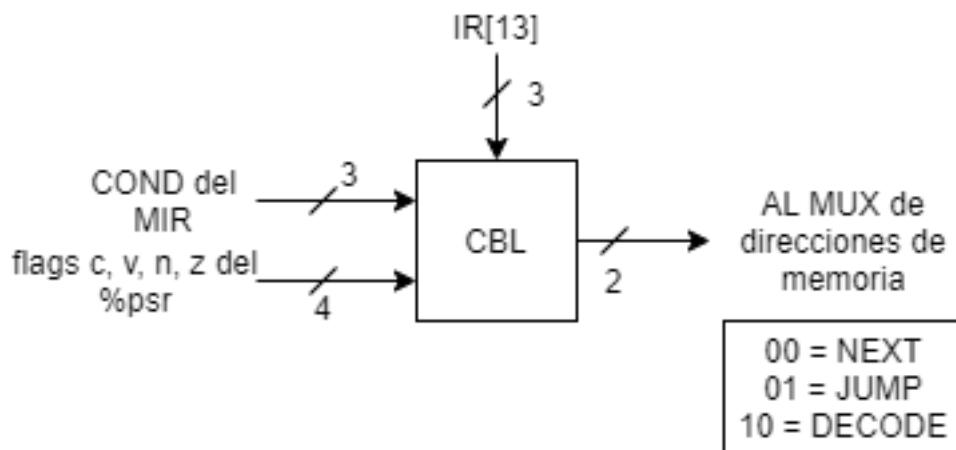 IR[13]
3
COND del
MIR
3
flags c, v, n, z del
%psr
4
CBL
2
AL MUX de
direcciones de
memoria
00 = NEXT
01 = JUMP
10 = DECODE